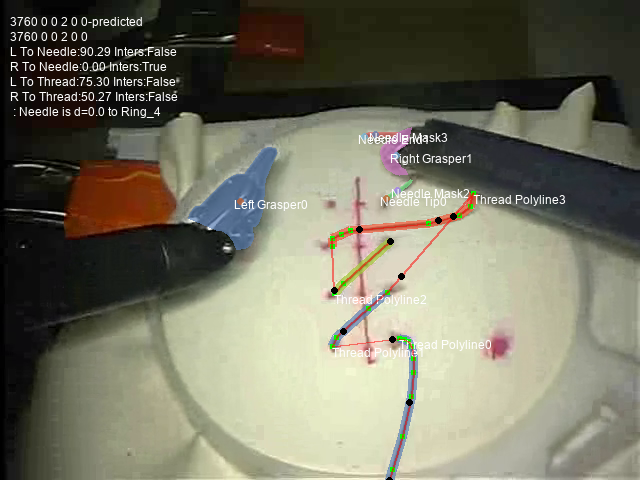 3760 0 0 2 0 0-predicted
3760 0 0 2 0 0
L To Needle:90.29 Inters:False
R To Needle:0.00 Inters:True
L To Thread:75.30 Inters:False
R To Thread:50.27 Inters:False
: Needle is d=0.0 to Ring_4
Needle Mask3
Needle End1
Right Grasper1
Needle Mask2
Needle Tip0
Thread Polyline3
Left Grasper0
Thread Polyline2
Thread Polyline0
Thread Polyline1